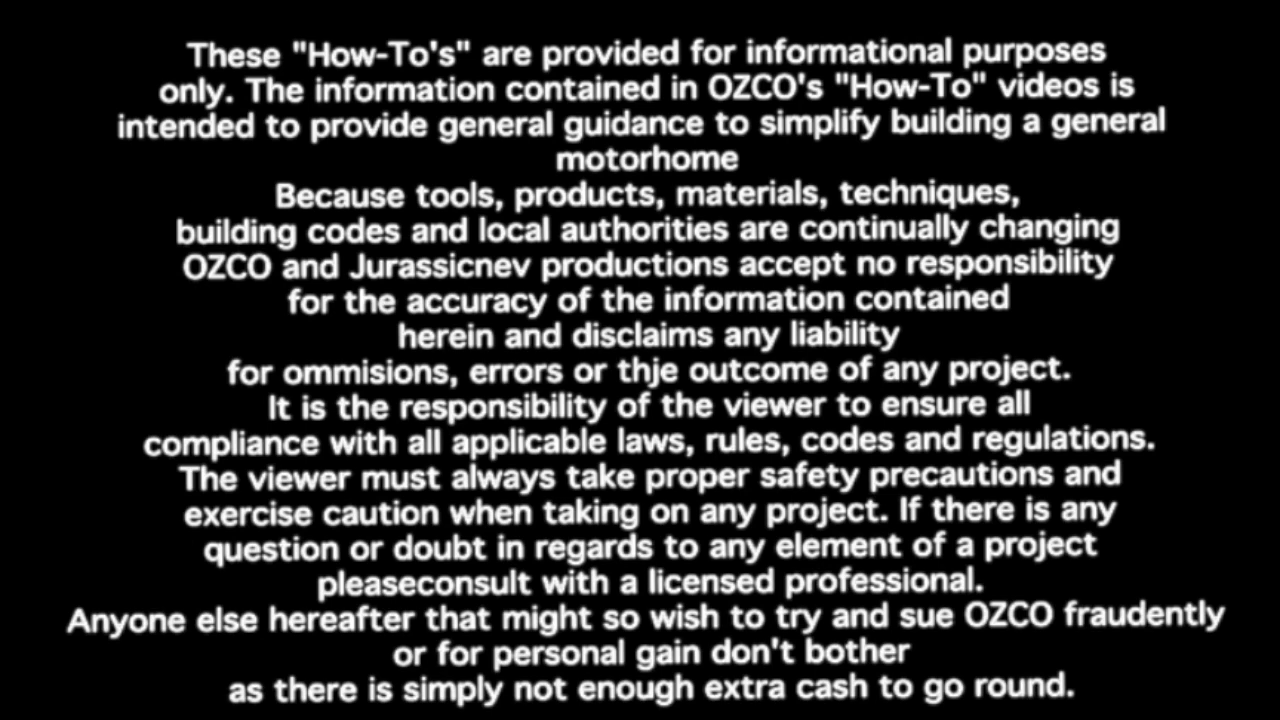 These "How-To's" are provided for informational purposes
only. The information contained in OZCO's "How-To" videos is
intended to provide general guidance to simplify building a general
motorhome
Because tools, products, materials, techniques,
building codes and local authorities are continually changing
OZCO and Jurassicnev productions accept no responsibility
for the accuracy of the information contained
herein and disclaims any liability
for ommisions, errors or thje outcome of any project.
It is the responsibility of the viewer to ensure all
compliance with all applicable laws, rules, codes and regulations.
The viewer must always take proper safety precautions and
exercise caution when taking on any project. If there is any
question or doubt in regards to any element of a project
pleaseconsult with a licensed professional.
Anyone else hereafter that might so wish to try and sue OZCO fraudently
or for personal gain don't bother
as there is simply not enough extra cash to go round.